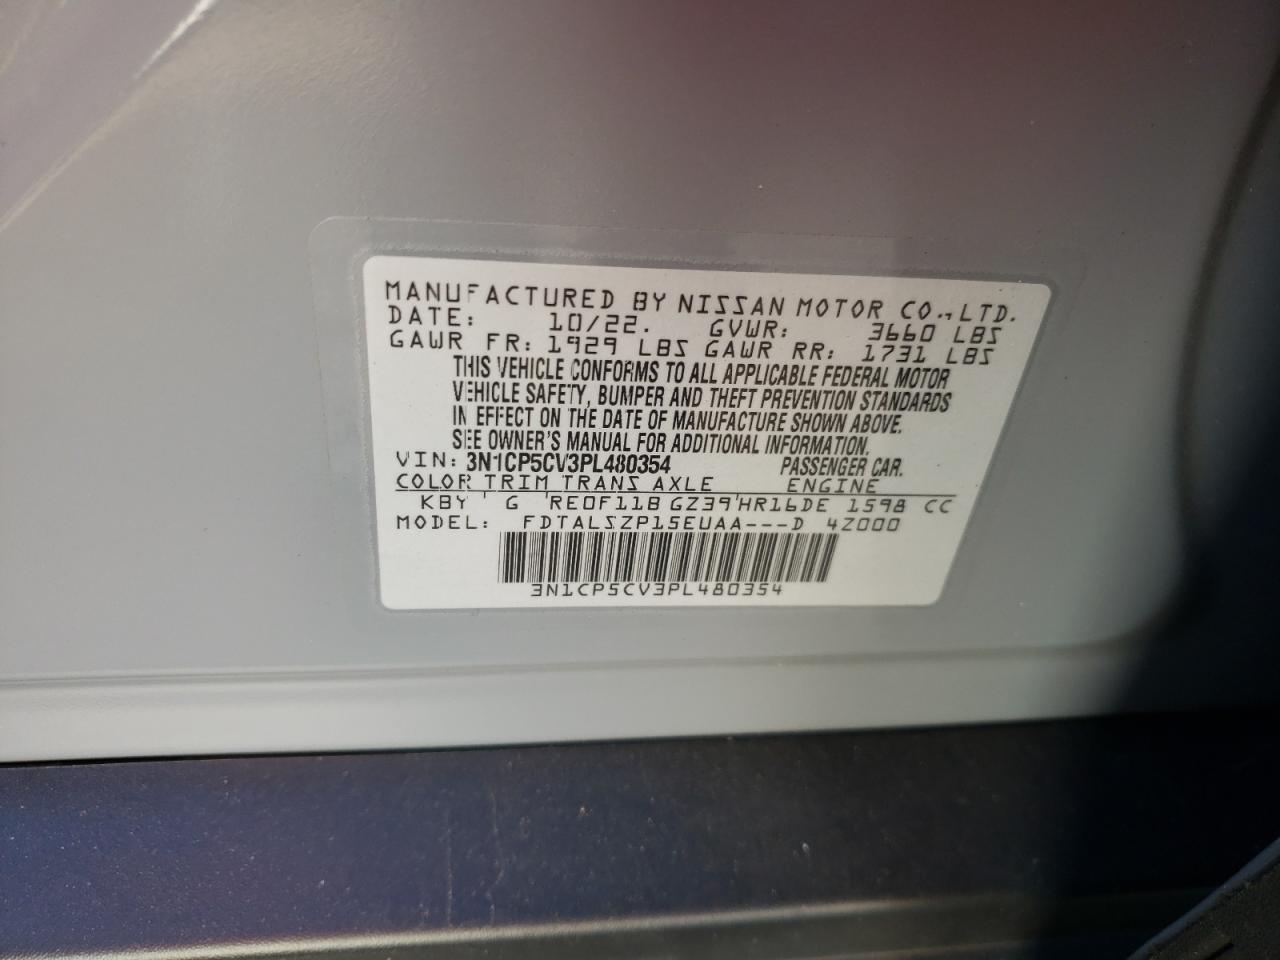 MANUFACTURED BY NISSAN MOTOR CO.,LTD.
DATE: 10/22. GVWR: 3660 LBS
GAWR FR: 1929 LBS GAWR RR: 1731 LBS
THIS VEHICLE CONFORMS TO ALL APPLICABLE FEDERAL MOTOR
VEHICLE SAFETY, BUMPER AND THEFT PREVENTION STANDARDS
IN EFFECT ON THE DATE OF MANUFACTURE SHOWN ABOVE.
SEE OWNER'S MANUAL FOR ADDITIONAL INFORMATION.
VIN: 3N1CP5CV3PL480354 PASSENGER CAR.
COLOR TRIM TRANS AXLE ENGINE
KBY G RE0F11B GZ39 HR16DE 1598 CC
MODEL: FDTALSZP15EUAA---D 4Z000
3N1CP5CV3PL480354